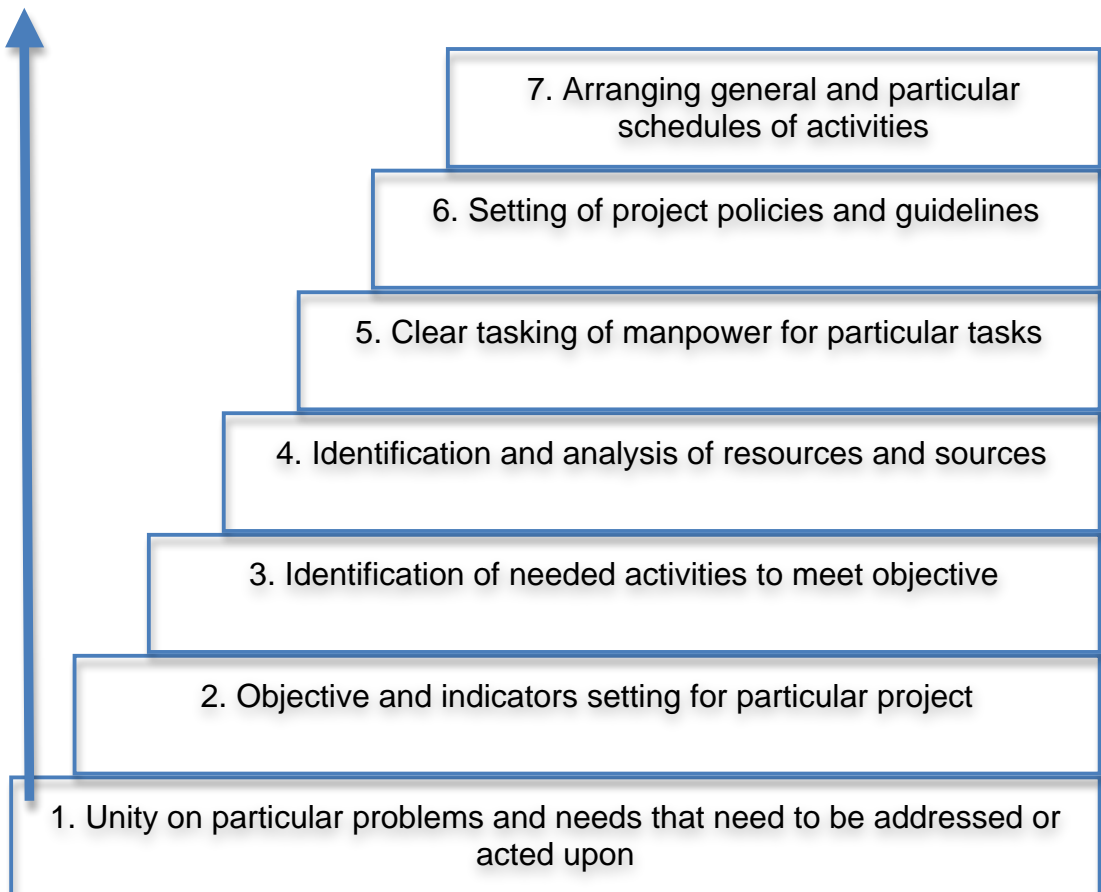 7. Arranging general and particular
schedules of activities
6. Setting of project policies and guidelines
5. Clear tasking of manpower for particular tasks
4. Identification and analysis of resources and sources
3. Identification of needed activities to meet objective
2. Objective and indicators setting for particular project
1. Unity on particular problems and needs that need to be addressed or
acted upon